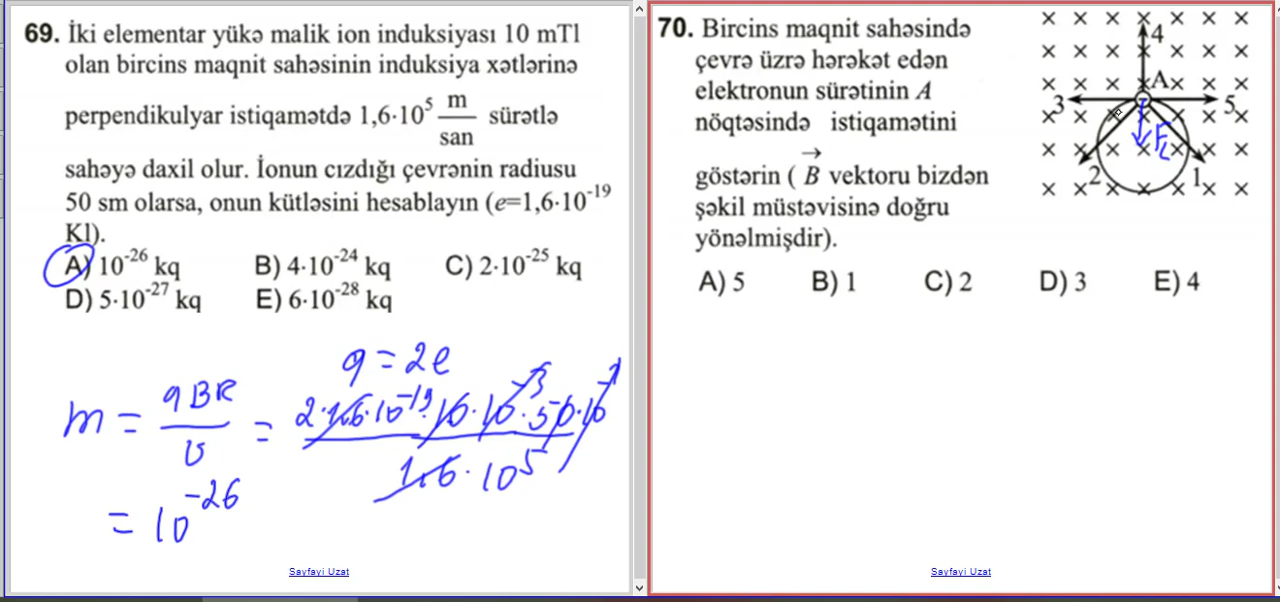 69. İki elementar yükə malik ion induksiyası 10 mTl
olan bircins maqnit sahəsinin induksiya xətlərinə
perpendikulyar istiqamətdə 1,6·10⁵ m/san sürətlə
sahəyə daxil olur. İonun cızdığı çevrənin radiusu
50 sm olarsa, onun kütləsini hesablayın (e=1,6·10⁻¹⁹
Kl).
A) 10⁻²⁶ kq B) 4·10⁻²⁴ kq C) 2·10⁻²⁵ kq
D) 5·10⁻²⁷ kq E) 6·10⁻²⁸ kq
q = 2e
m = qBR/υ = 2·1,6·10⁻¹⁹·10·10⁻³·50·10⁻²/1,6·10⁵
= 10⁻²⁶
Sayfayi Uzat
70. Bircins maqnit sahəsində
çevrə üzrə hərəkət edən
elektronun sürətinin A
nöqtəsində istiqamətini
göstərin ( B⃗ vektoru bizdən
şəkil müstəvisinə doğru
yönəlmişdir).
4
A
3
5
F_L
2
1
A) 5 B) 1 C) 2 D) 3 E) 4
Sayfayi Uzat